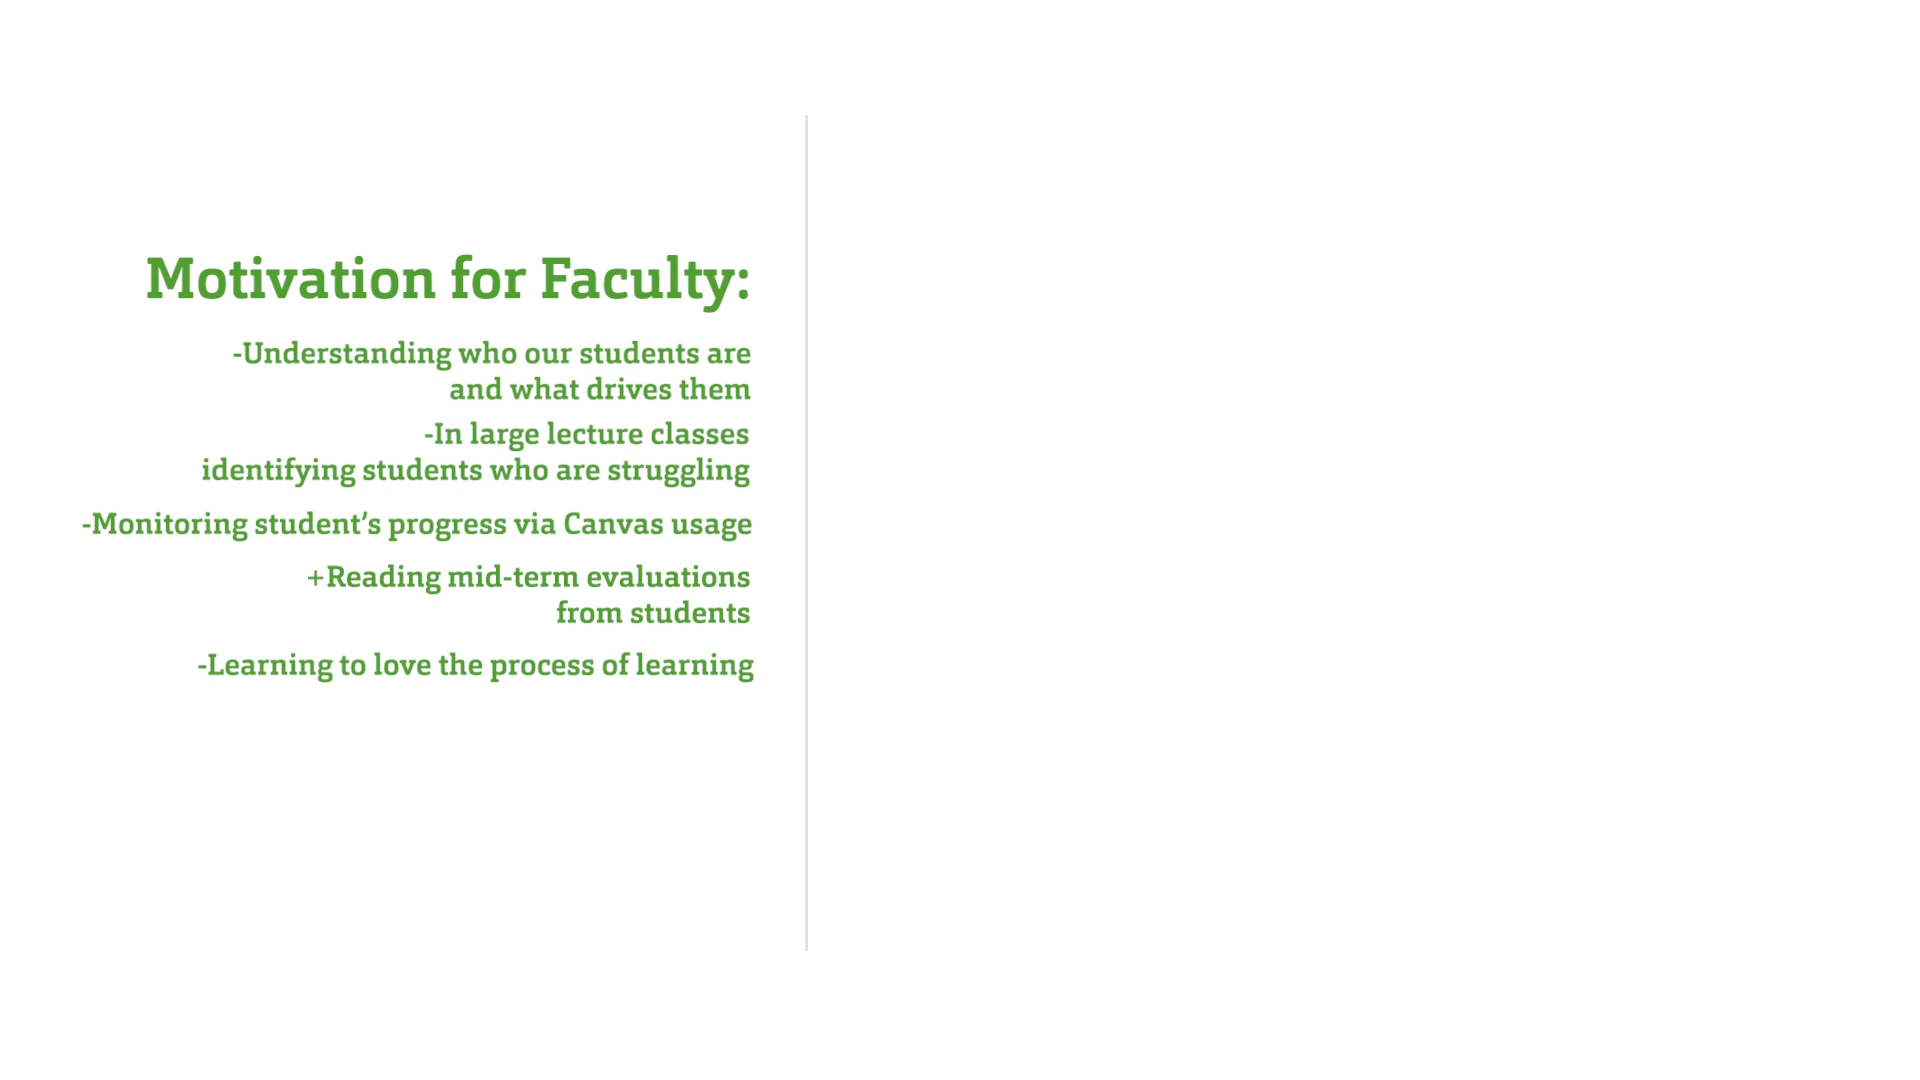 Motivation for Faculty:
-Understanding who our students are
and what drives them
-In large lecture classes
identifying students who are struggling
-Monitoring student’s progress via Canvas usage
+Reading mid-term evaluations
from students
-Learning to love the process of learning